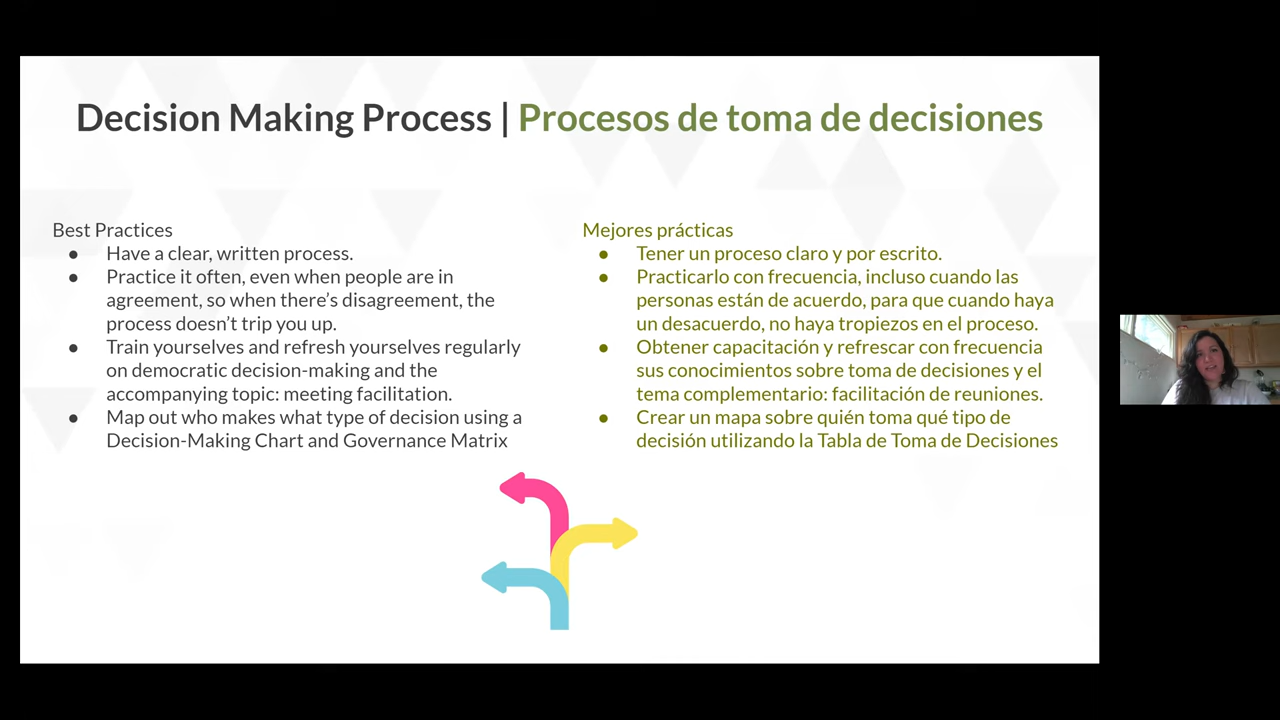 Decision Making Process | Procesos de toma de decisiones
Best Practices
● Have a clear, written process.
● Practice it often, even when people are in
agreement, so when there's disagreement, the
process doesn't trip you up.
● Train yourselves and refresh yourselves regularly
on democratic decision-making and the
accompanying topic: meeting facilitation.
● Map out who makes what type of decision using a
Decision-Making Chart and Governance Matrix
Mejores prácticas
● Tener un proceso claro y por escrito.
● Practicarlo con frecuencia, incluso cuando las
personas están de acuerdo, para que cuando haya
un desacuerdo, no haya tropiezos en el proceso.
● Obtener capacitación y refrescar con frecuencia
sus conocimientos sobre toma de decisiones y el
tema complementario: facilitación de reuniones.
● Crear un mapa sobre quién toma qué tipo de
decisión utilizando la Tabla de Toma de Decisiones